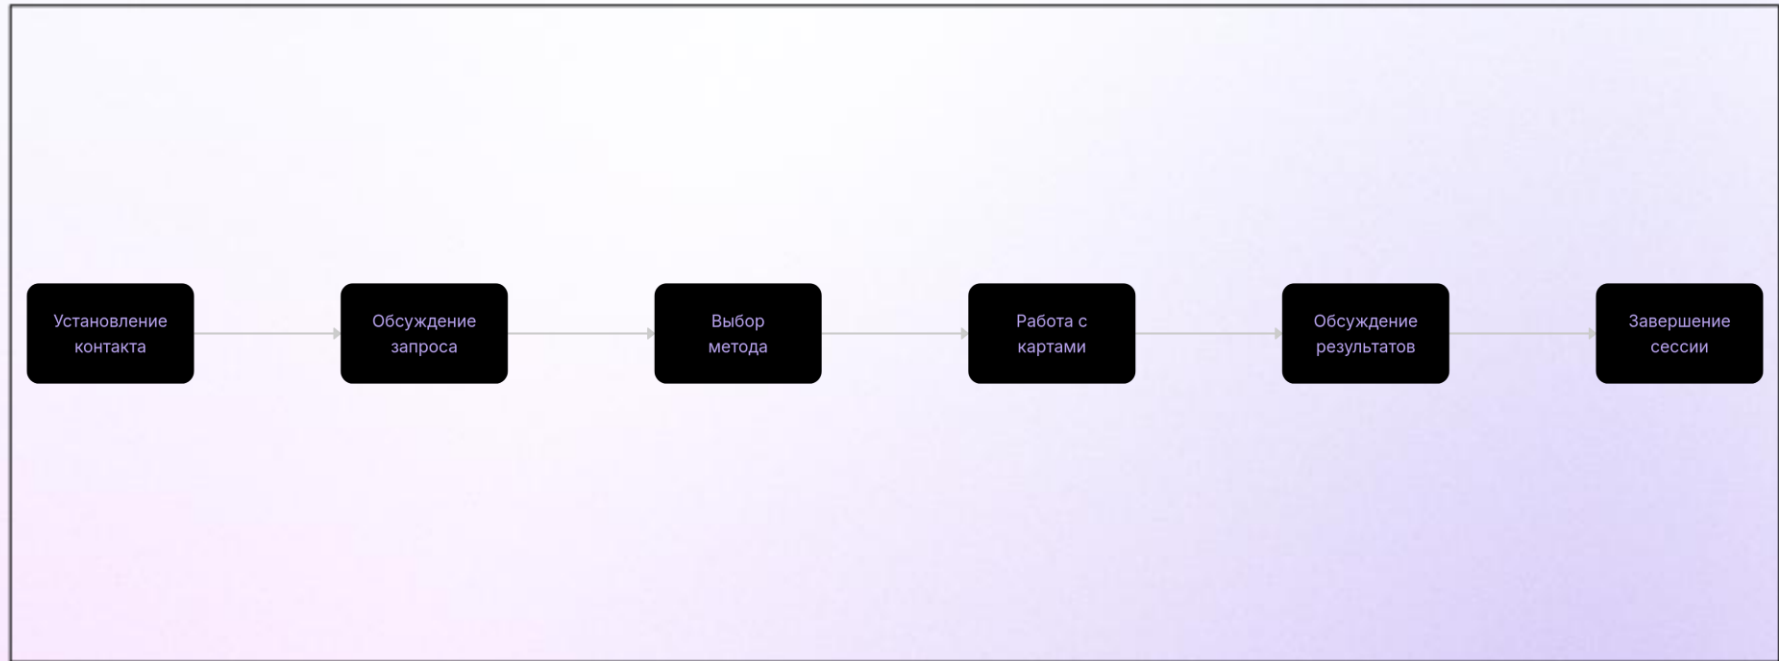 Установление
контакта
Обсуждение
запроса
Выбор
метода
Работа с
картами
Обсуждение
результатов
Завершение
сессии